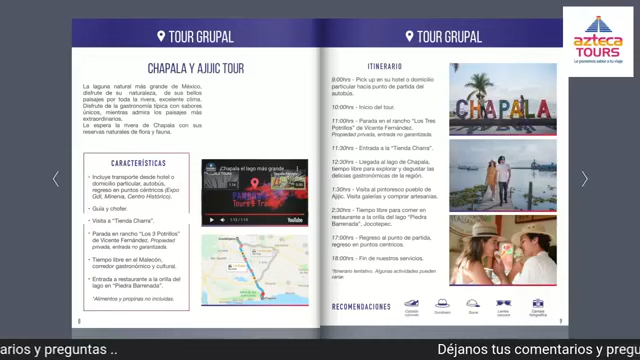 TOUR GRUPAL
CHAPALA Y AJIJIC TOUR
La laguna natural más grande de México,
disfrute de su naturaleza, de sus bellos
paisajes por toda la rivera, excelente clima.
Disfrute de la gastronomía típica con sabores
únicos, mientras admira los paisajes más
extraordinarios.
Le espera la rivera de Chapala con sus
reservas naturales de flora y fauna.
CARACTERÍSTICAS
• Incluye transporte desde hotel o
domicilio particular, autobús,
regreso en puntos céntricos (Expo
Gdl, Minerva, Centro Histórico).
• Guía y chofer.
• Visita a "Tienda Charra".
• Parada en rancho "Los 3 Potrillos"
de Vicente Fernández. Propiedad
privada, entrada no garantizada.
• Tiempo libre en el Malecón,
corredor gastronómico y cultural.
• Entrada a restaurante a la orilla del
lago en "Piedra Barrenada".
*Alimentos y propinas no incluidas.
¡Chapala el lago más grande
YouTube
TOUR GRUPAL
ITINERARIO
9:00hrs - Pick up en su hotel o domicilio
particular hacia punto de partida del
autobús.
10:00hrs - Inicio del tour.
11:00hrs - Parada en el rancho "Los Tres
Potrillos" de Vicente Fernández.
Propiedad privada, entrada no garantizada.
11:30hrs - Entrada a la "Tienda Charra".
12:20hrs - Llegada al lago de Chapala,
tiempo libre para explorar y degustar las
delicias gastronómicas de la región.
1:30hrs - Visita al pintoresco pueblo de
Ajijic. Visita galerías y comprar artesanías.
2:30hrs - Tiempo libre para comer en
restaurante a la orilla del lago "Piedra
Barrenada", Jocotepec.
17:00hrs - Regreso al punto de partida,
regreso en puntos céntricos.
18:00hrs - Fin de nuestros servicios.
*Itinerario tentativo. Algunas actividades pueden
variar.
CHAPALA
RECOMENDACIONES
azteca
TOURS
Le ponemos sabor a tu viaje
arios y preguntas ..
Déjanos tus comentarios y pregu